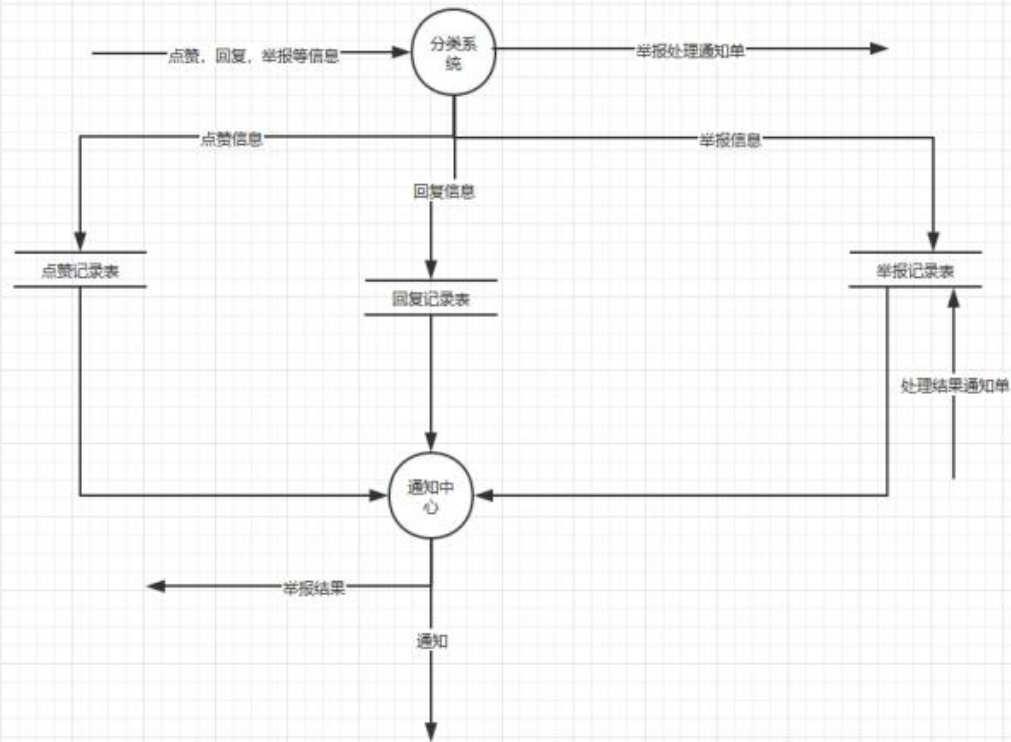 点赞，回复，举报等信息
分类系
统
举报处理通知单
点赞信息
举报信息
回复信息
点赞记录表
举报记录表
回复记录表
处理结果通知单
通知中
心
举报结果
通知